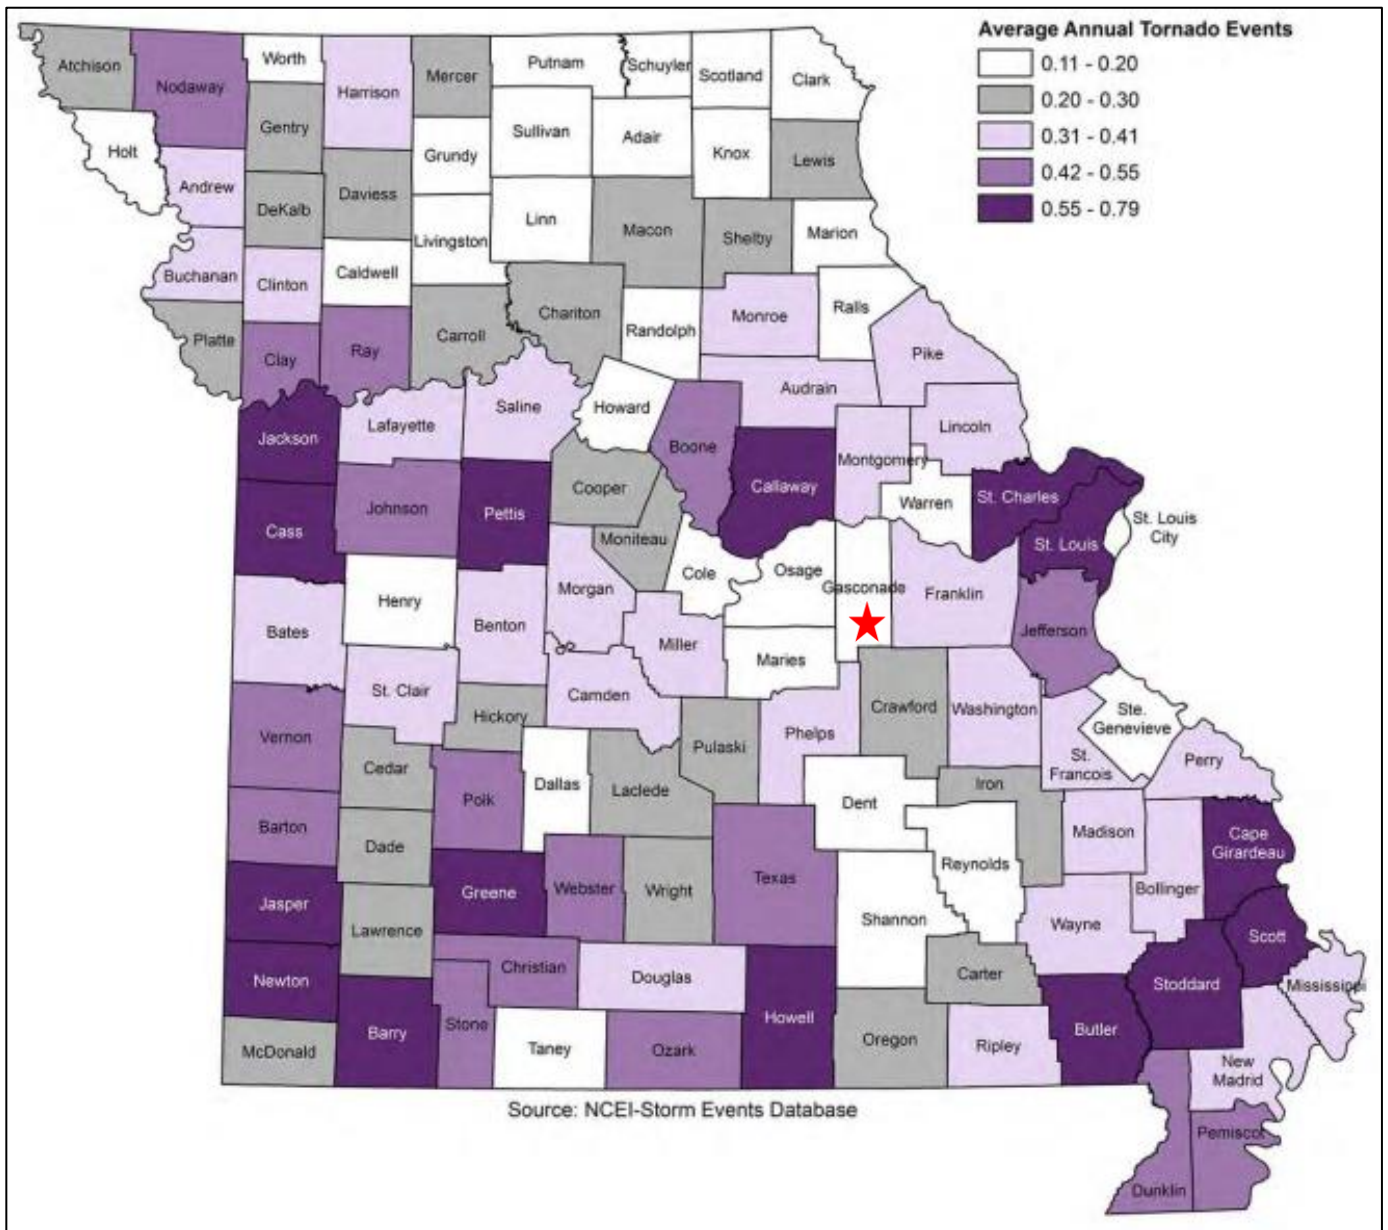 Average Annual Tornado Events
0.11 - 0.20
0.20 - 0.30
0.31 - 0.41
0.42 - 0.55
0.55 - 0.79
Atchison
Nodaway
Worth
Harrison
Mercer
Putnam
Schuyler
Scotland
Clark
Holt
Gentry
Grundy
Sullivan
Adair
Knox
Lewis
Andrew
DeKalb
Daviess
Livingston
Linn
Macon
Shelby
Marion
Buchanan
Clinton
Caldwell
Carroll
Chariton
Randolph
Monroe
Ralls
Pike
Platte
Clay
Ray
Saline
Howard
Audrain
Lincoln
Jackson
Lafayette
Boone
Callaway
Montgomery
Warren
St. Charles
Cass
Johnson
Pettis
Cooper
Moniteau
Cole
Osage
Gasconade
Franklin
St. Louis
St. Louis
City
Bates
Henry
Benton
Morgan
Miller
Maries
Jefferson
St. Clair
Camden
Crawford
Washington
Ste.
Genevieve
Vernon
Hickory
Pulaski
Phelps
St.
Francois
Perry
Cedar
Polk
Dallas
Laclede
Dent
Iron
Barton
Dade
Reynolds
Madison
Cape
Girardeau
Jasper
Lawrence
Greene
Webster
Wright
Texas
Shannon
Wayne
Bollinger
Scott
Newton
Christian
Douglas
Carter
Stoddard
Mississippi
McDonald
Barry
Stone
Taney
Ozark
Howell
Oregon
Ripley
Butler
New
Madrid
Pemiscot
Dunklin
Source: NCEI-Storm Events Database